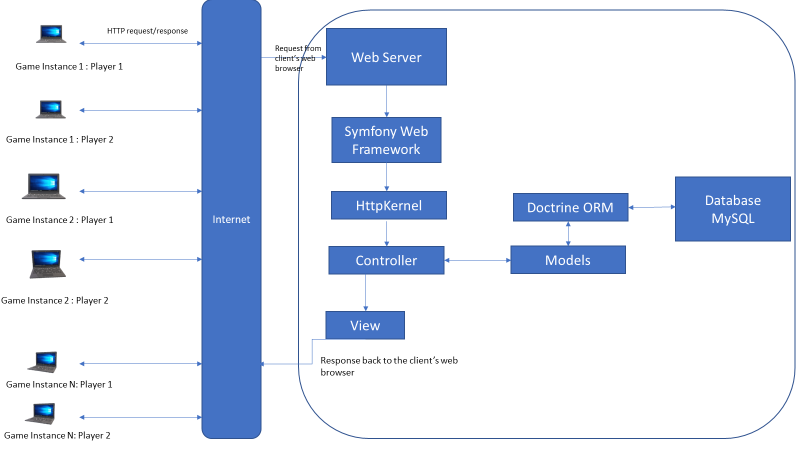 HTTP request/response
Game Instance 1 : Player 1
Game Instance 1 : Player 2
Game Instance 2 : Player 1
Game Instance 2 : Player 2
Game Instance N: Player 1
Game Instance N: Player 2
Internet
Request from
client's web
browser
Web Server
Symfony Web
Framework
HttpKernel
Controller
View
Response back to the client's web
browser
Doctrine ORM
Models
Database
MySQL